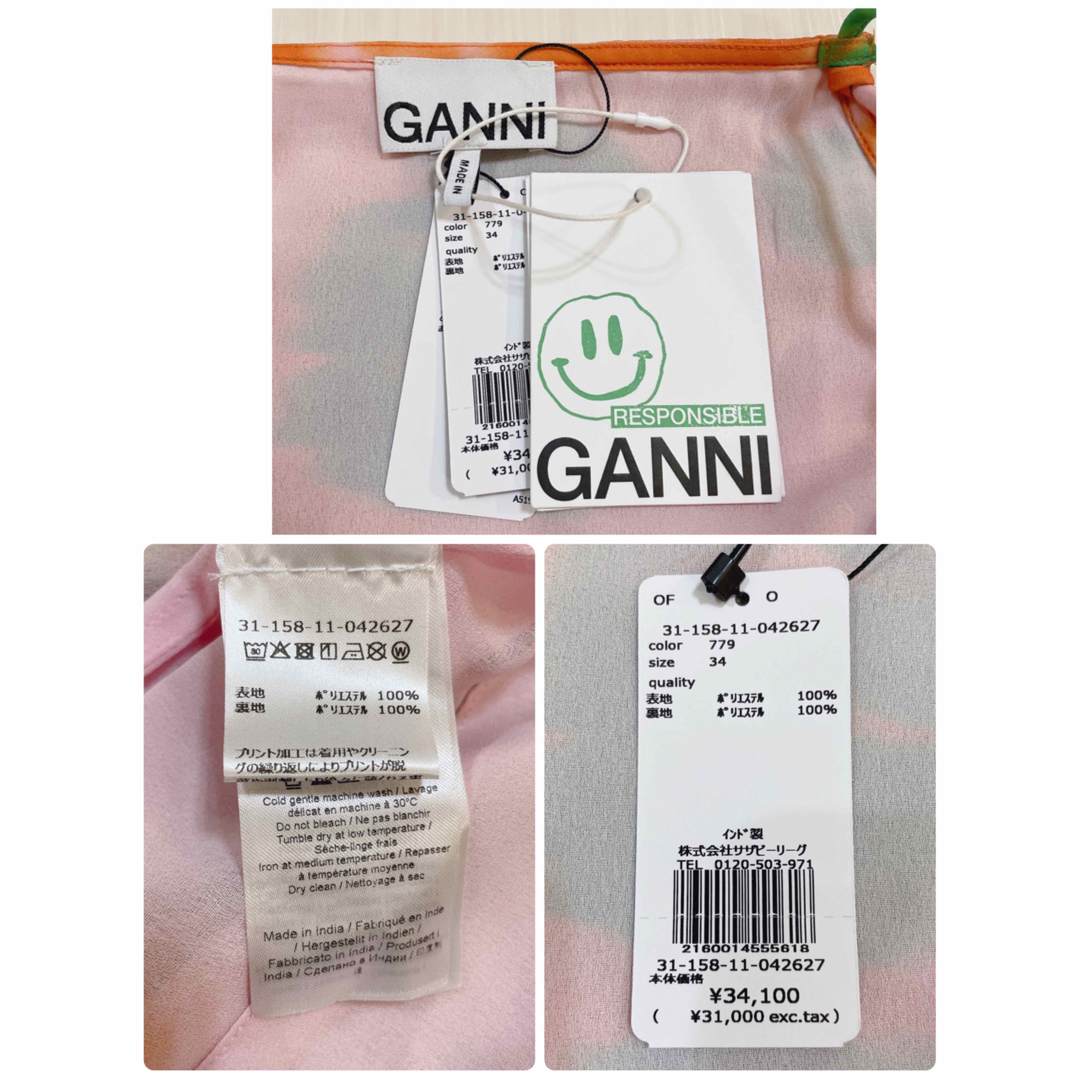 GANNI
MADE IN
31-158-11-0
color 779
size 34
quality
表地 ポリエステル
裏地 ポリエステル
インド製
株式会社サザビ
TEL 0120-5
31-158-11
本体価格
¥34
( ¥31,00
RESPONSIBLE
GANNI
31-158-11-042627
表地 ポリエステル 100%
裏地 ポリエステル 100%
プリント加工は着用やクリーニン
グの繰り返しによりプリントが脱
Cold gentle machine wash / Lavage
délicat en machine à 30°C
Do not bleach / Ne pas blanchir
Tumble dry at low temperature /
Sèche-linge frais
Iron at medium temperature / Repasser
à température moyenne
Dry clean / Nettoyage à sec
Made in India / Fabriqué en Inde
/ Hergestellt in Indien /
Fabbricato in India / Produsert i
India / Сделано в Индии /
OF O
31-158-11-042627
color 779
size 34
quality
表地 ポリエステル 100%
裏地 ポリエステル 100%
インド製
株式会社サザビーリーグ
TEL 0120-503-971
2160014555618
31-158-11-042627
本体価格
¥34,100
( ¥31,000 exc.tax )